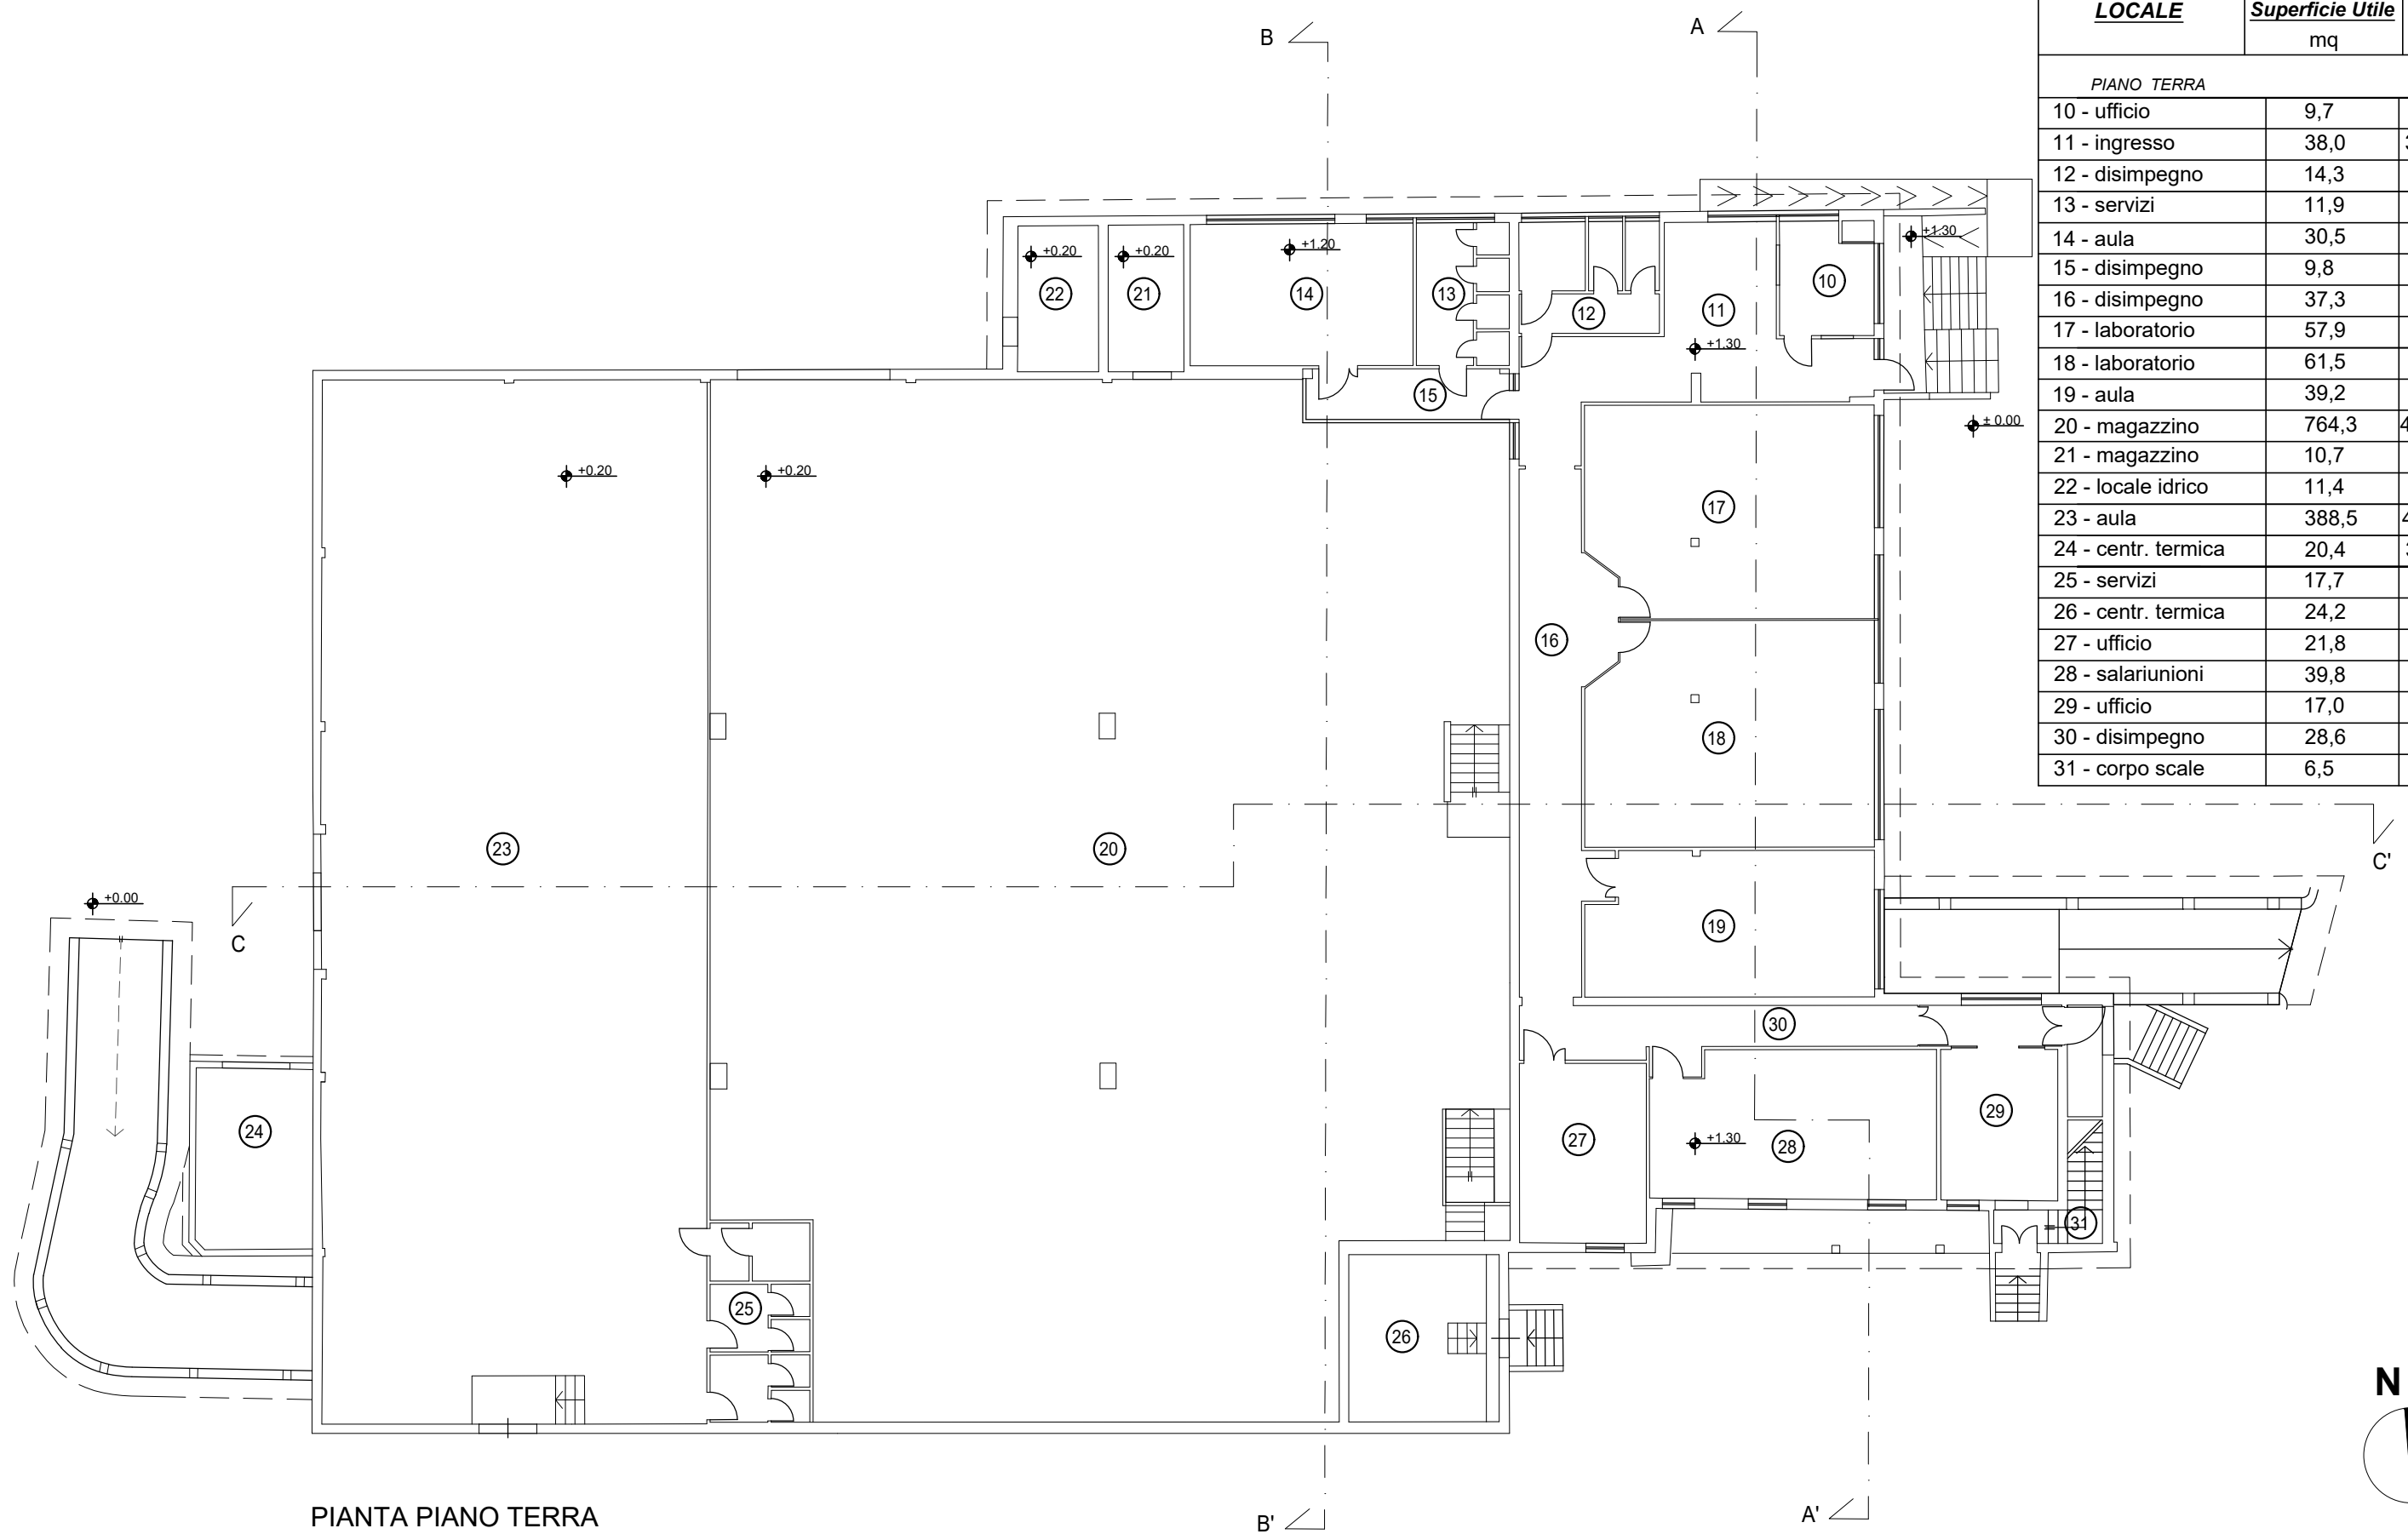 LOCALE Superficie Utile
mq
PIANO TERRA
10 - ufficio 9,7
11 - ingresso 38,0
12 - disimpegno 14,3
13 - servizi 11,9
14 - aula 30,5
15 - disimpegno 9,8
16 - disimpegno 37,3
17 - laboratorio 57,9
18 - laboratorio 61,5
19 - aula 39,2
20 - magazzino 764,3 4
21 - magazzino 10,7
22 - locale idrico 11,4
23 - aula 388,5 4
24 - centr. termica 20,4
25 - servizi 17,7
26 - centr. termica 24,2
27 - ufficio 21,8
28 - salariunioni 39,8
29 - ufficio 17,0
30 - disimpegno 28,6
31 - corpo scale 6,5
B
A
+0.20
+0.20
+1.20
+1.30
22
21
14
13
12
11
10
+1.30
15
± 0.00
+0.20
+0.20
17
16
18
23
20
C'
+0.00
C
19
30
24
27
+1.30
28
29
31
25
26
N
PIANTA PIANO TERRA
B'
A'